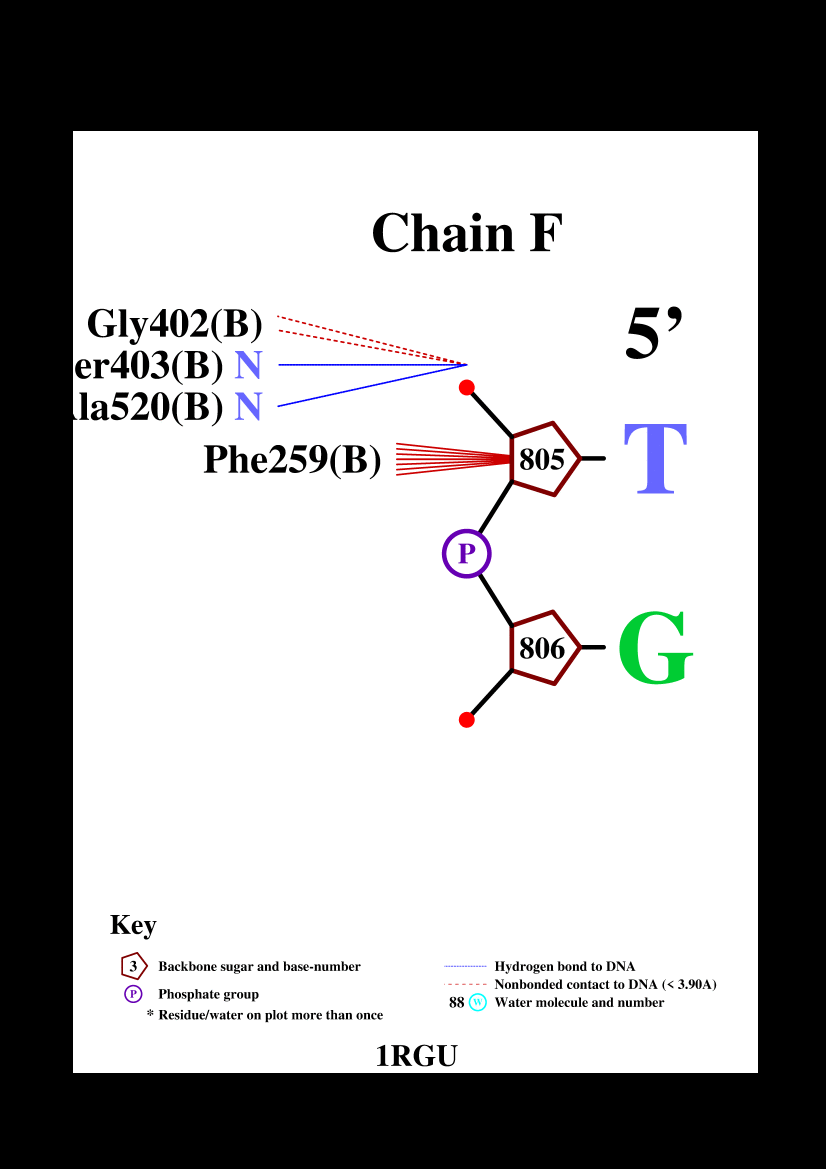 Chain F
Gly402(B)
5’
er403(B) N
la520(B) N
T
Phe259(B)
805
P
806
G
Key
3 Backbone sugar and base-number
P Phosphate group
* Residue/water on plot more than once
Hydrogen bond to DNA
Nonbonded contact to DNA (< 3.90A)
88 W Water molecule and number
1RGU